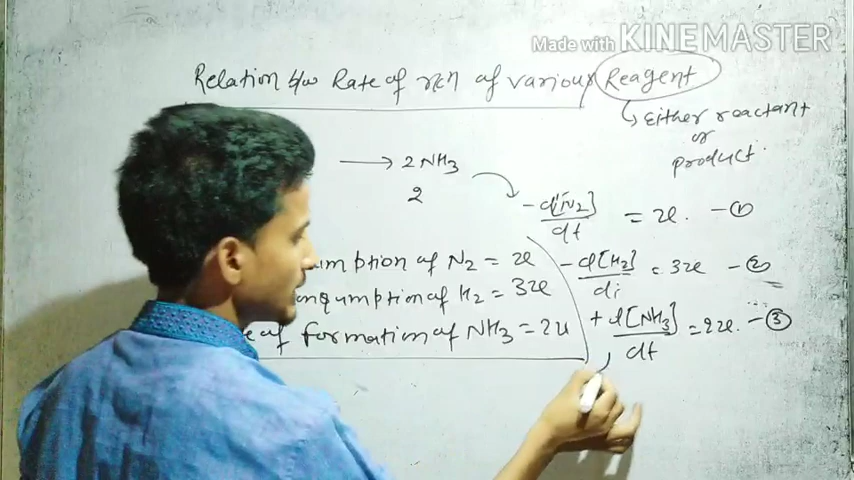 Made with KINEMASTER
Relation b/w Rate of rxn of various Reagent
either reactant
or
product.
⟶ 2NH3
2
-d[N2]/dt = x. - ①
umption of N2 = x
-d[H2]/dt = 3x - ②
onsumption of H2 = 3x
+d[NH3]/dt = 2x. - ③
e of formation of NH3 = 2x